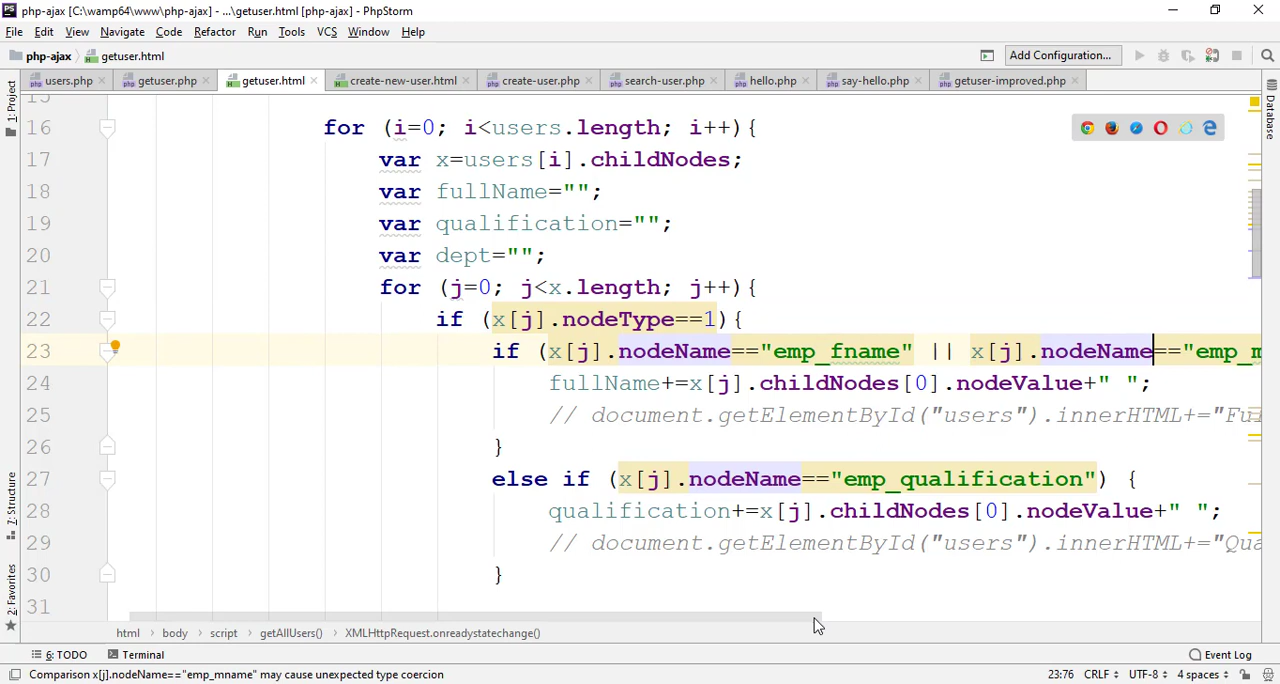 php-ajax [C:\wamp64\www\php-ajax] - ...\getuser.html [php-ajax] - PhpStorm
File Edit View Navigate Code Refactor Run Tools VCS Window Help
php-ajax getuser.html Add Configuration...
users.php getuser.php getuser.html create-new-user.html create-user.php search-user.php hello.php say-hello.php getuser-improved.php
1: Project
Database
7: Structure
2: Favorites
15
16 for (i=0; i<users.length; i++){
17 var x=users[i].childNodes;
18 var fullName="";
19 var qualification="";
20 var dept="";
21 for (j=0; j<x.length; j++){
22 if (x[j].nodeType==1){
23 if (x[j].nodeName=="emp_fname" || x[j].nodeName=="emp_m
24 fullName+=x[j].childNodes[0].nodeValue+" ";
25 // document.getElementById("users").innerHTML+="Ful
26 }
27 else if (x[j].nodeName=="emp_qualification") {
28 qualification+=x[j].childNodes[0].nodeValue+" ";
29 // document.getElementById("users").innerHTML+="Qua
30 }
31
html body script getAllUsers() XMLHttpRequest.onreadystatechange()
6: TODO Terminal Event Log
Comparison x[j].nodeName=="emp_mname" may cause unexpected type coercion 23:76 CRLF UTF-8 4 spaces